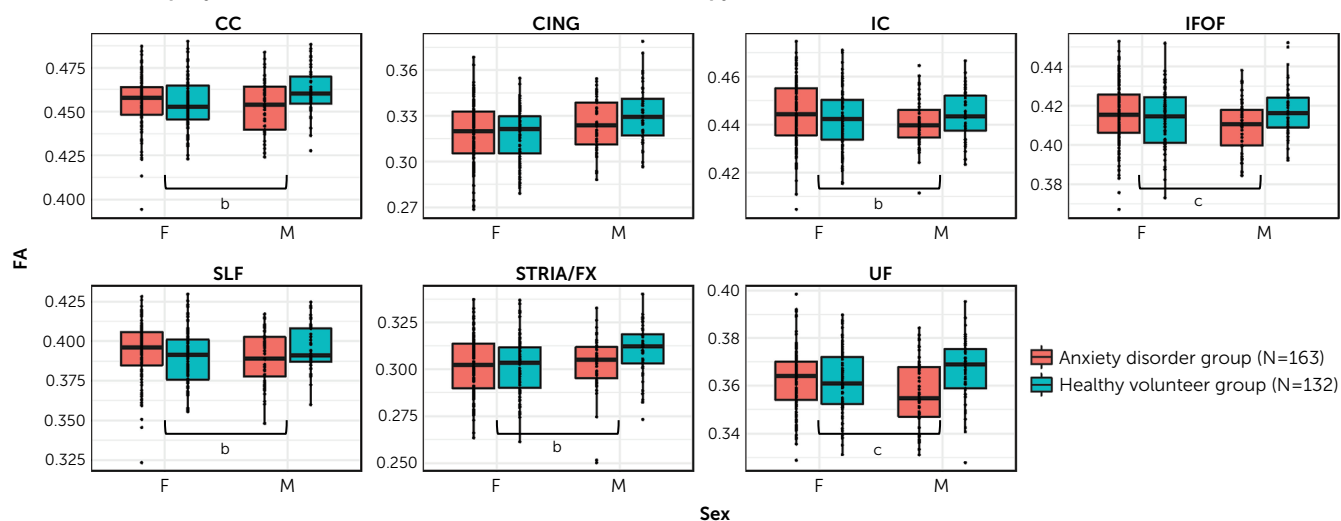 CC
CING
IC
IFOF
0.475
0.450
0.425
0.400
b
F
M
0.36
0.33
0.30
0.27
F
M
0.46
0.44
0.42
b
F
M
0.44
0.42
0.40
0.38
c
F
M
FA
SLF
STRIA/FX
UF
0.425
0.400
0.375
0.350
0.325
b
F
M
0.325
0.300
0.275
0.250
b
F
M
0.40
0.38
0.36
0.34
c
F
M
Anxiety disorder group (N=163)
Healthy volunteer group (N=132)
Sex